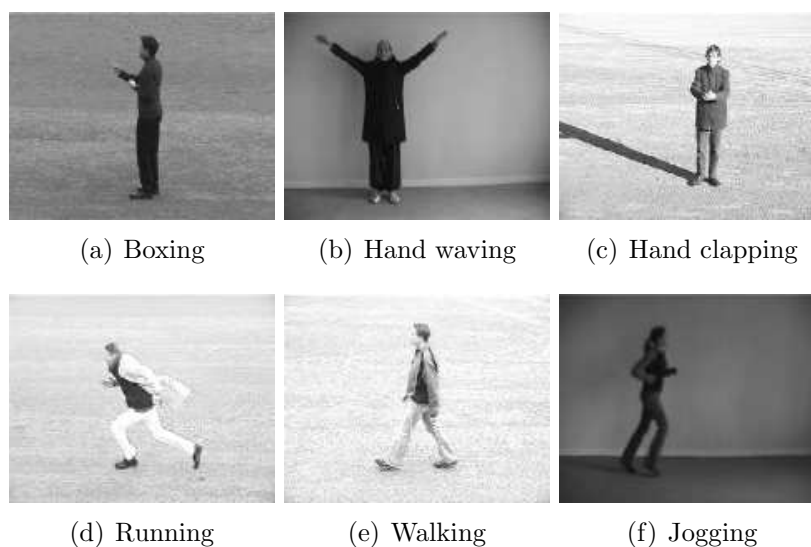 (a) Boxing
(b) Hand waving
(c) Hand clapping
(d) Running
(e) Walking
(f) Jogging